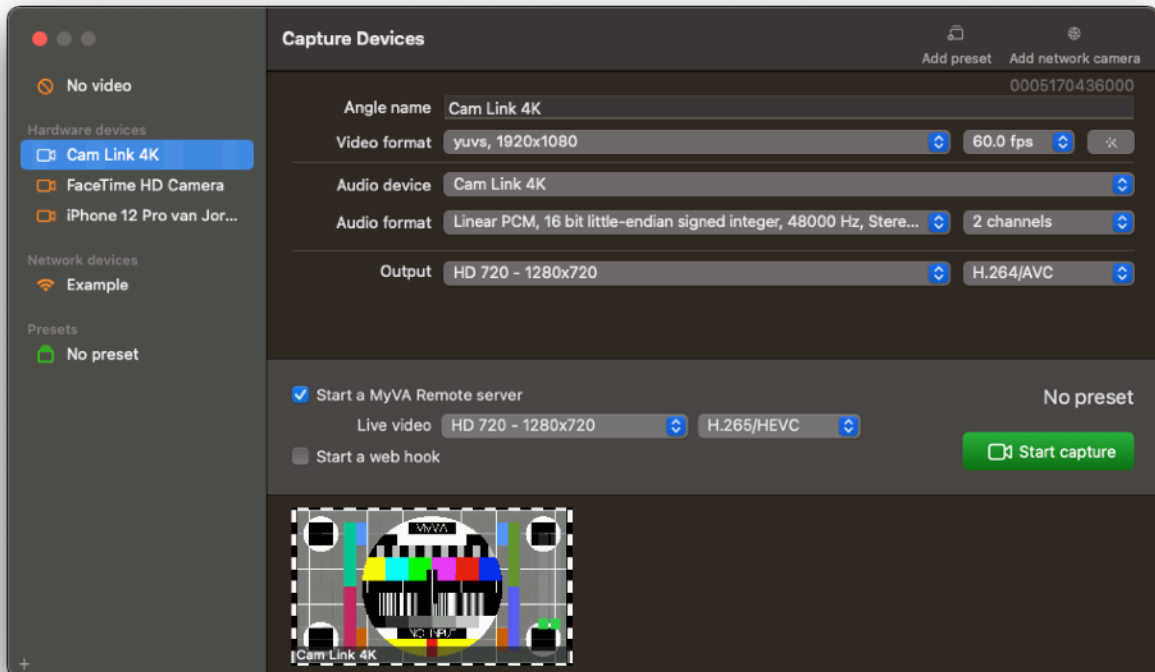 Capture Devices
Add preset
Add network camera
No video
Hardware devices
Cam Link 4K
FaceTime HD Camera
iPhone 12 Pro van Jor...
Network devices
Example
Presets
No preset
0005170436000
Angle name Cam Link 4K
Video format yuvs, 1920x1080 60.0 fps
Audio device Cam Link 4K
Audio format Linear PCM, 16 bit little-endian signed integer, 48000 Hz, Stere... 2 channels
Output HD 720 - 1280x720 H.264/AVC
Start a MyVA Remote server
No preset
Live video HD 720 - 1280x720 H.265/HEVC
Start a web hook
Start capture
MyVA
NO INPUT
Cam Link 4K